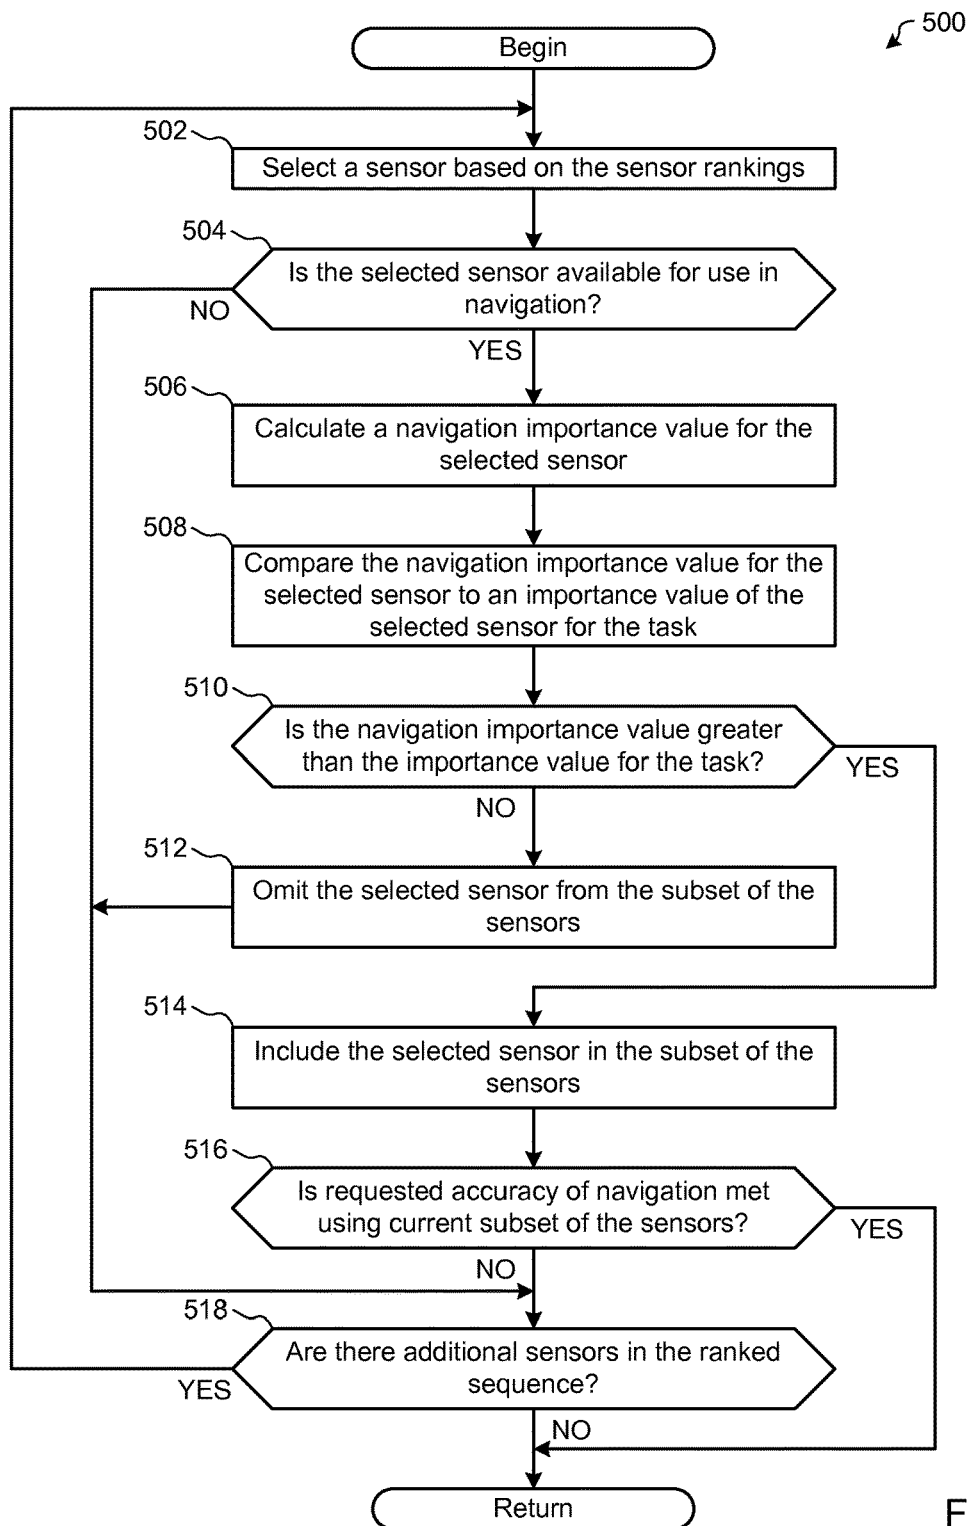 500
Begin
502
Select a sensor based on the sensor rankings
504
Is the selected sensor available for use in
navigation?
NO
YES
506
Calculate a navigation importance value for the
selected sensor
508
Compare the navigation importance value for the
selected sensor to an importance value of the
selected sensor for the task
510
Is the navigation importance value greater
than the importance value for the task?
YES
NO
512
Omit the selected sensor from the subset of the
sensors
514
Include the selected sensor in the subset of the
sensors
516
Is requested accuracy of navigation met
using current subset of the sensors?
YES
NO
518
Are there additional sensors in the ranked
sequence?
YES
NO
Return